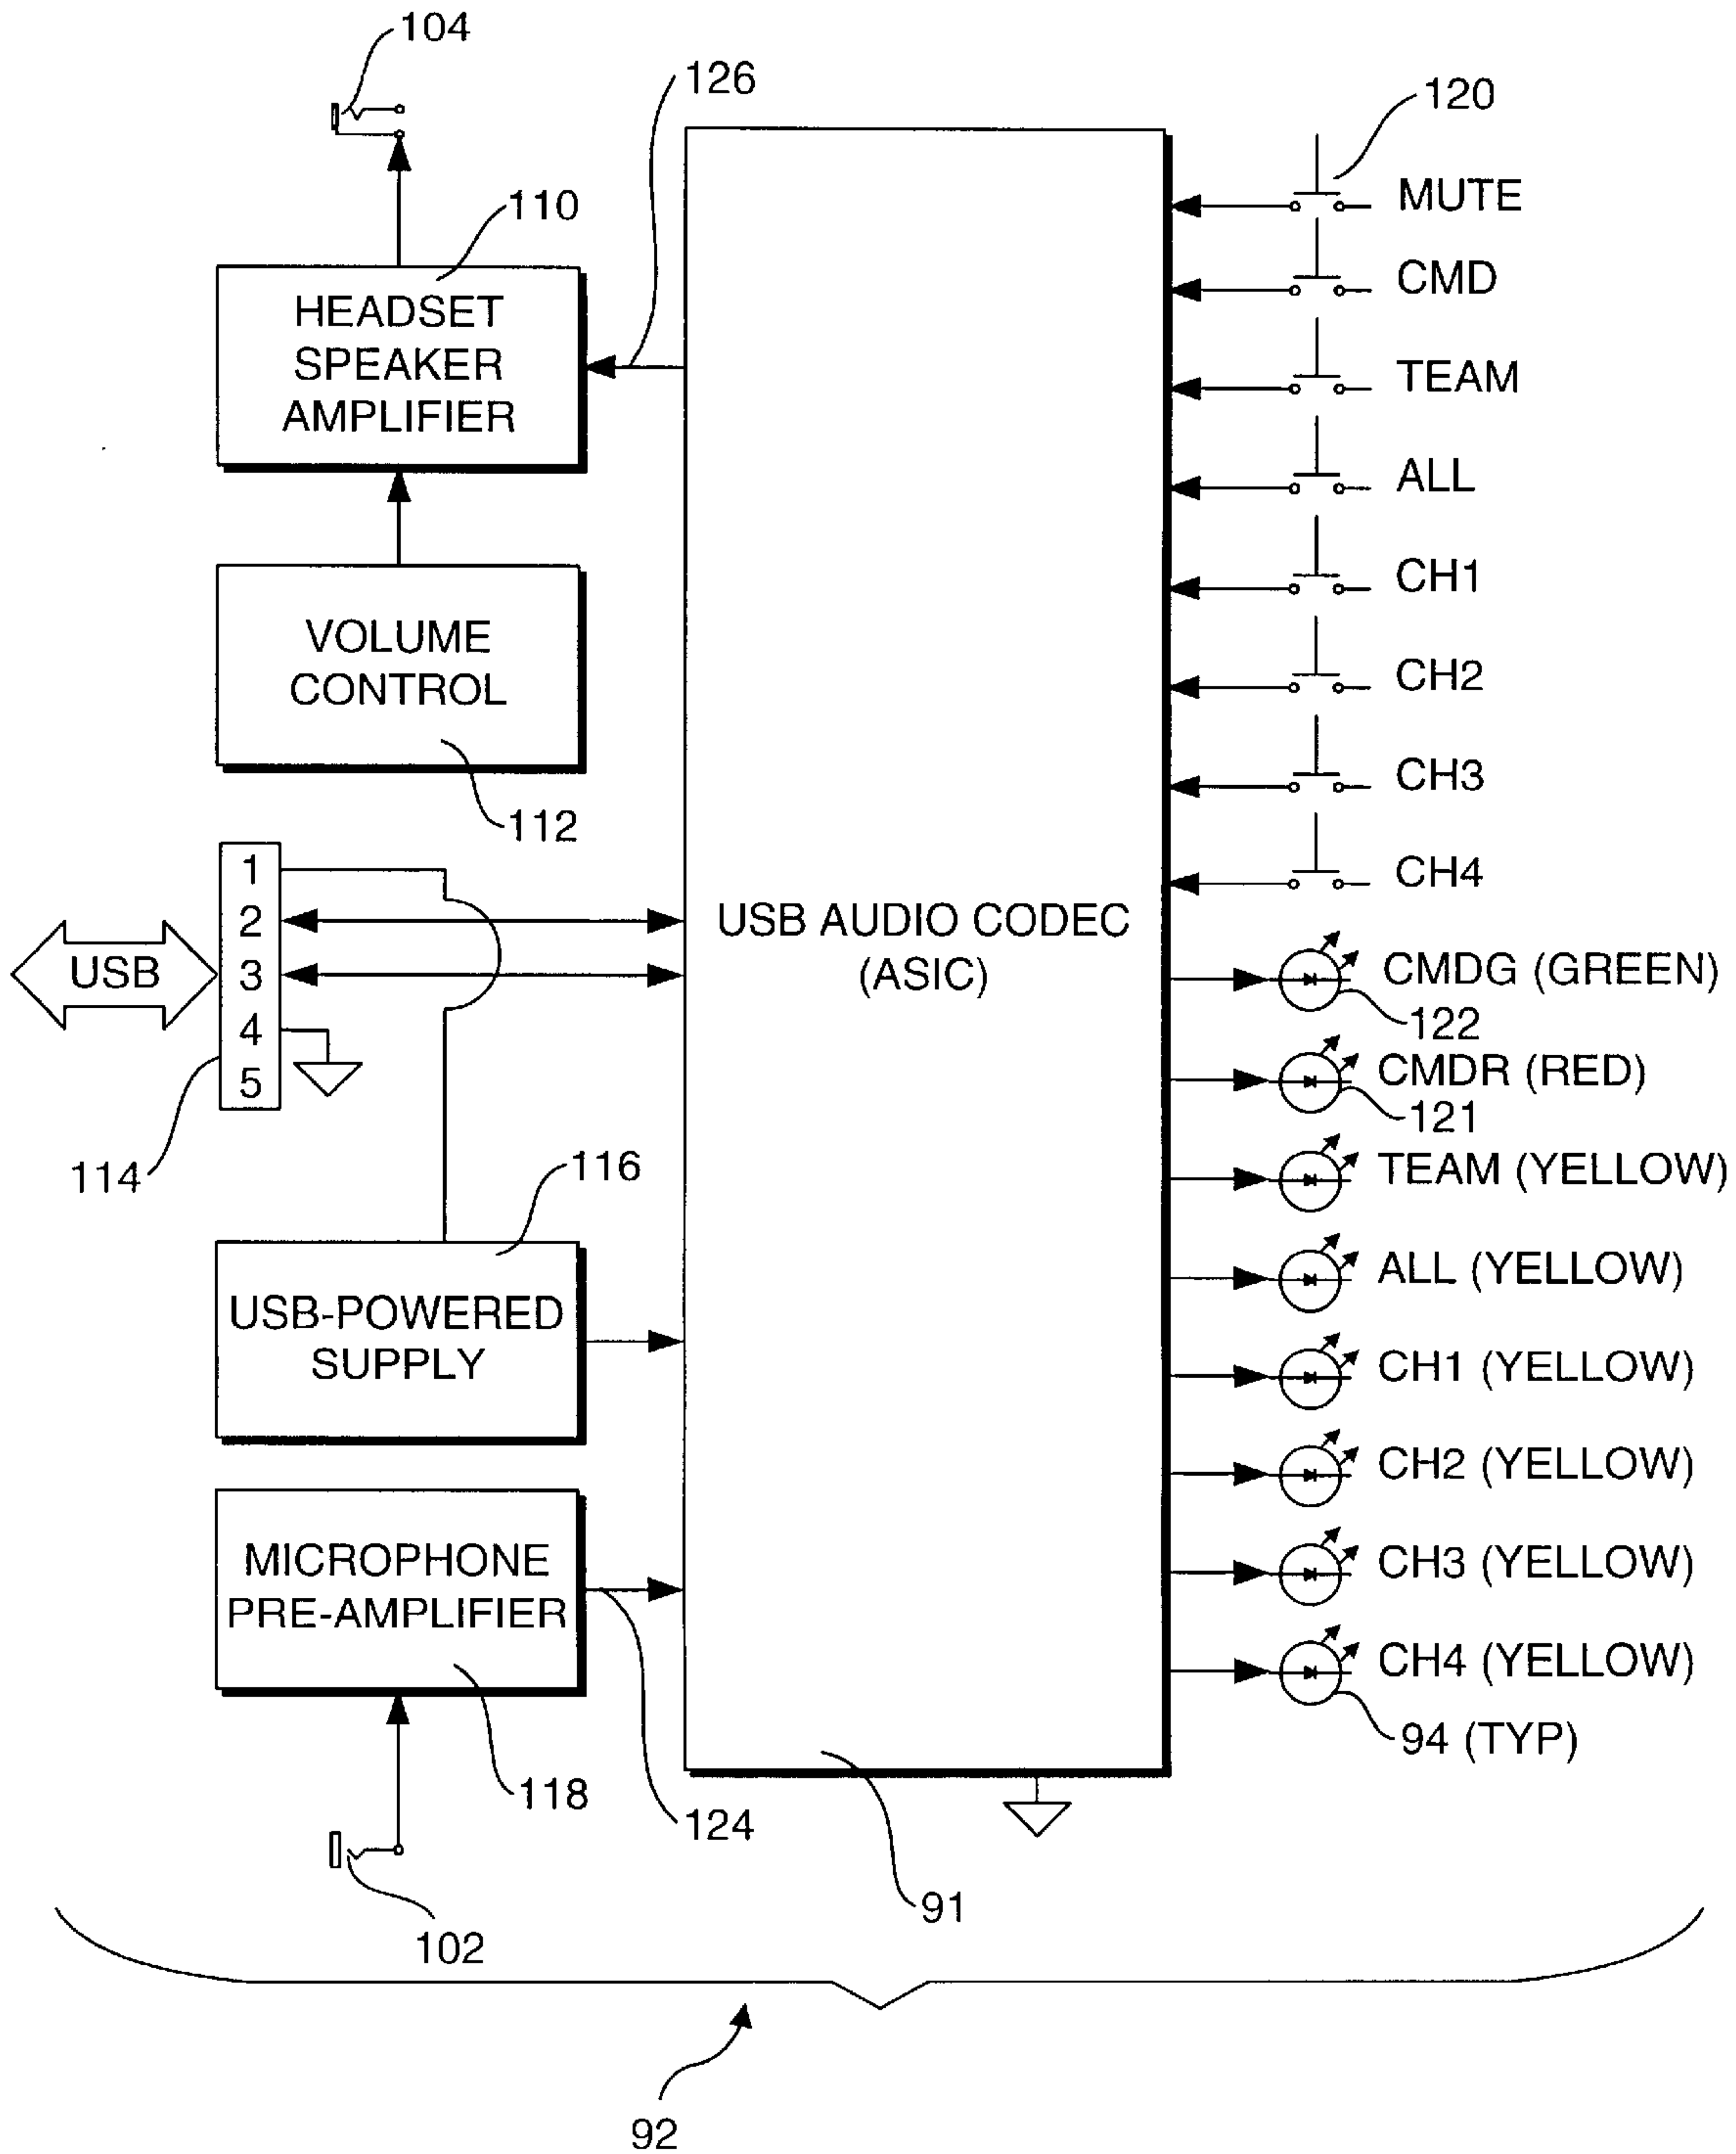 104
126
120
MUTE
110
CMD
HEADSET
SPEAKER
AMPLIFIER
TEAM
ALL
CH1
VOLUME
CONTROL
CH2
112
CH3
CH4
1
2
3
4
5
USB
114
USB AUDIO CODEC
(ASIC)
CMDG (GREEN)
122
CMDR (RED)
121
116
TEAM (YELLOW)
USB-POWERED
SUPPLY
ALL (YELLOW)
CH1 (YELLOW)
CH2 (YELLOW)
MICROPHONE
PRE-AMPLIFIER
CH3 (YELLOW)
CH4 (YELLOW)
94 (TYP)
118
124
91
102
92